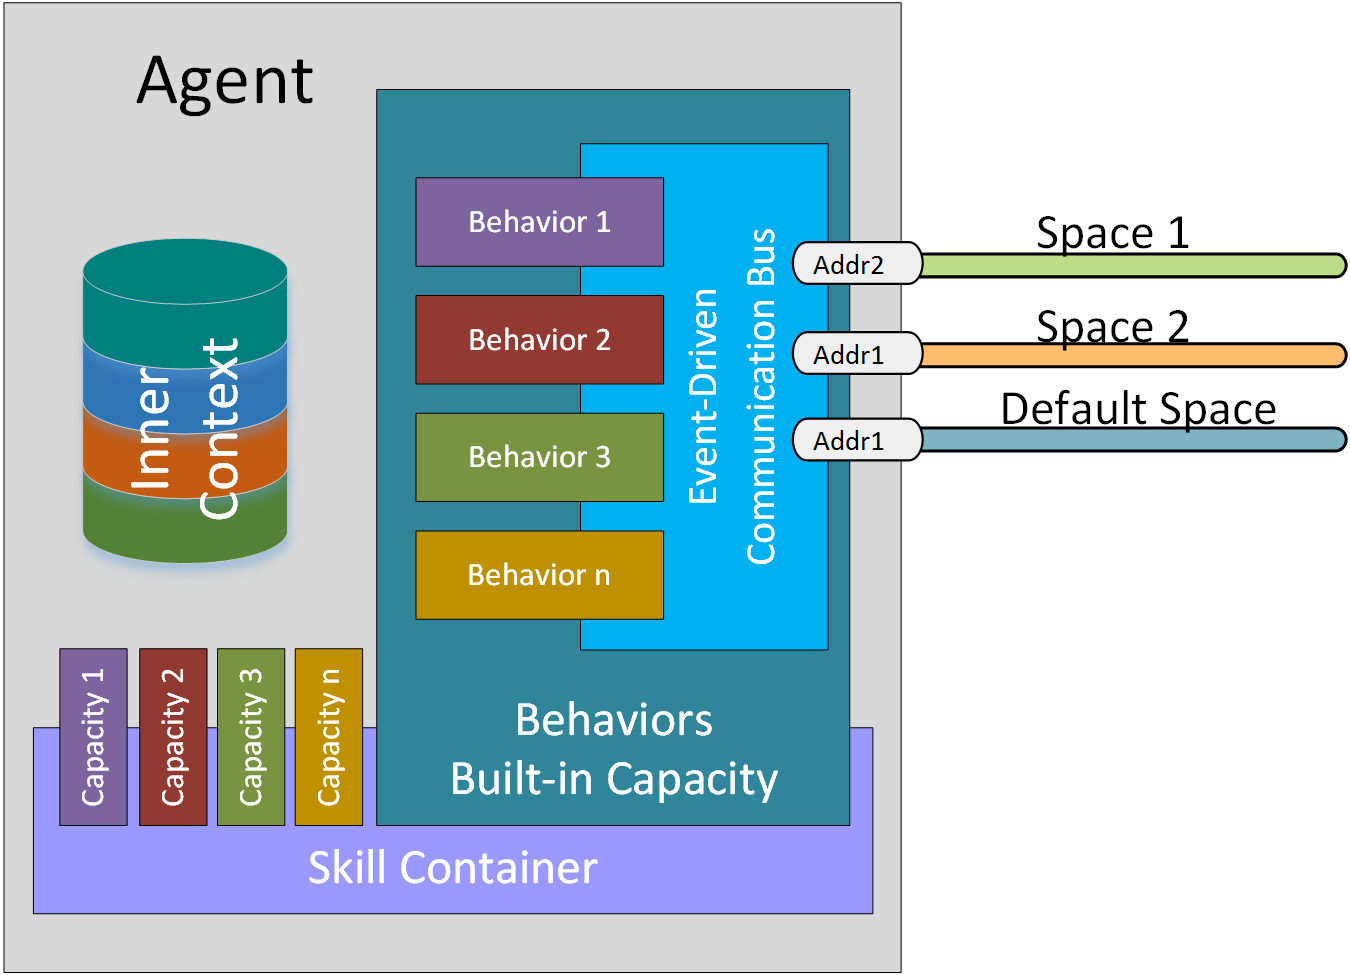 Agent
Behavior 1
Behavior 2
Behavior 3
Behavior n
Event-Driven
Communication Bus
Addr2
Space 1
Addr1
Space 2
Addr1
Default Space
Inner
Context
Capacity 1
Capacity 2
Capacity 3
Capacity n
Behaviors
Built-in Capacity
Skill Container